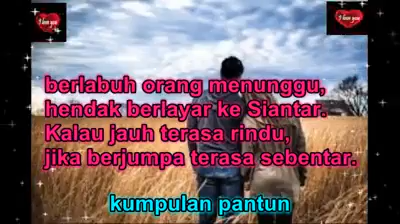 I love you
I love you
berlabuh orang menunggu,
hendak berlayar ke Siantar.
Kalau jauh terasa rindu,
jika berjumpa terasa sebentar.
kumpulan pantun